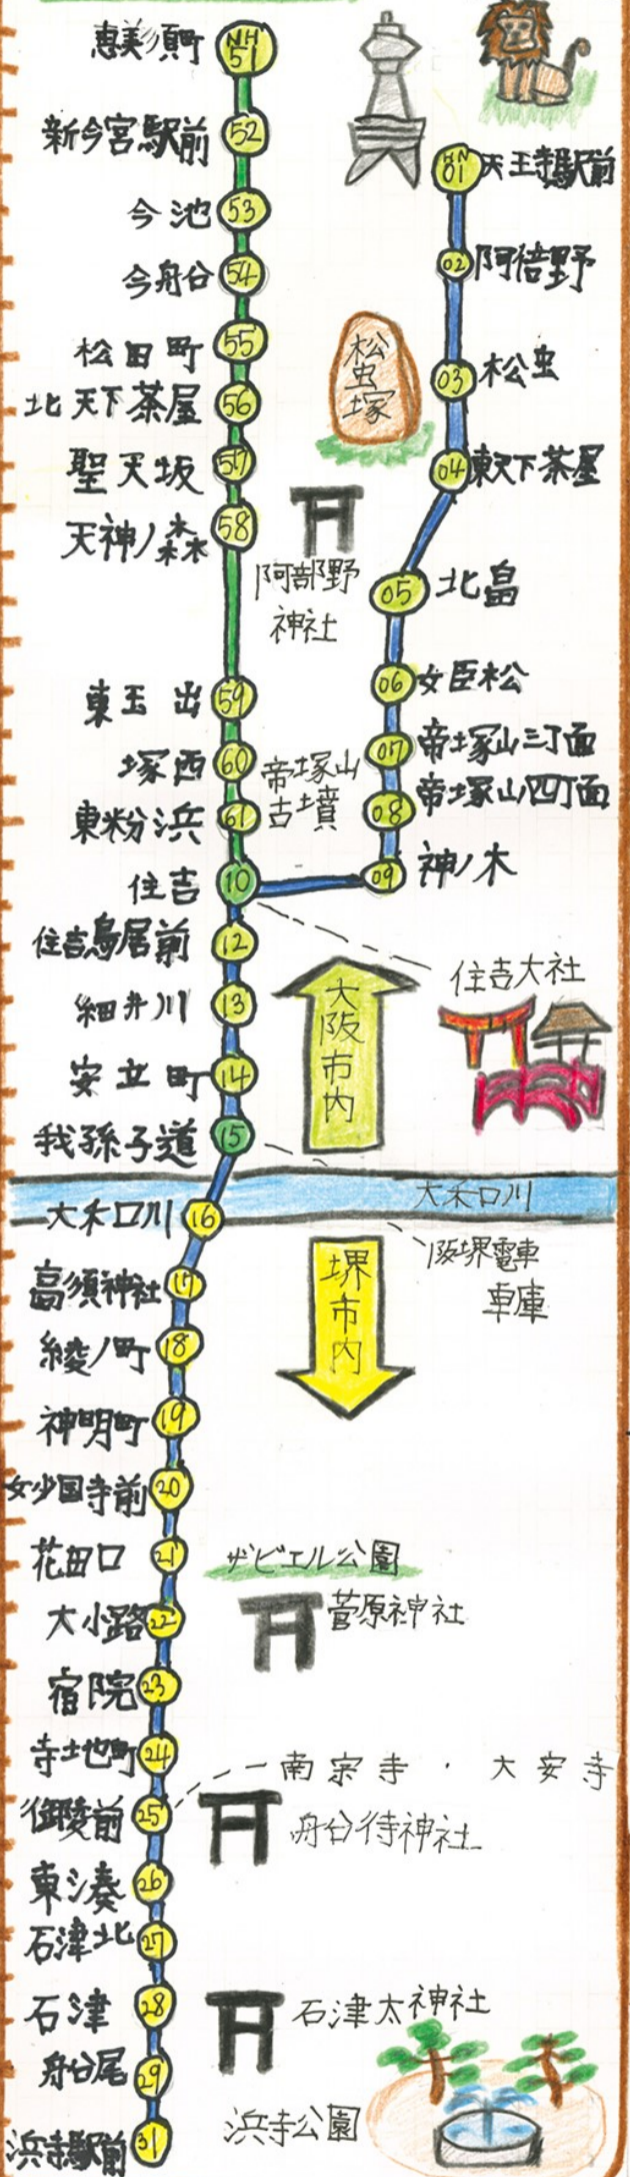 恵美須町
NH
51
新今宮駅前
52
今池
53
今船
54
松田町
55
北天下茶屋
56
聖天坂
57
天神ノ森
58
東玉出
59
塚西
60
東粉浜
61
住吉
10
HN
01
天王寺駅前
02
阿倍野
03
松虫
04
東天下茶屋
05
北畠
06
姫松
07
帝塚山三丁面
08
帝塚山四丁面
09
神ノ木
松虫塚
阿部野
神社
帝塚山
古墳
住吉鳥居前
12
細井川
13
安立町
14
我孫子道
15
住吉大社
大阪市内
大和川
大和川
16
阪堺電車
車庫
堺市内
高須神社
17
綾ノ町
18
神明町
19
妙国寺前
20
花田口
21
ザビエル公園
大小路
22
菅原神社
宿院
23
寺地町
24
南宗寺・大安寺
御陵前
25
船待神社
東湊
26
石津北
27
石津
28
石津太神社
船尾
29
浜寺公園
浜寺駅前
31